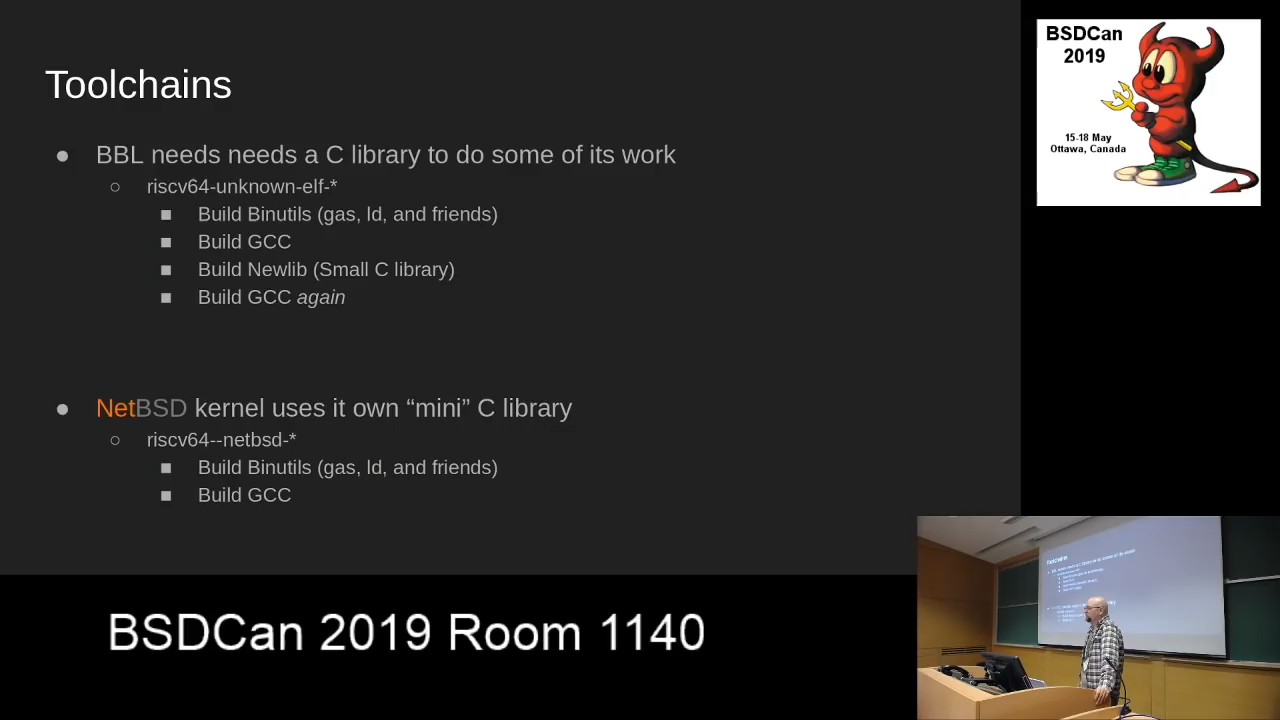 Toolchains
● BBL needs needs a C library to do some of its work
○ riscv64-unknown-elf-*
■ Build Binutils (gas, ld, and friends)
■ Build GCC
■ Build Newlib (Small C library)
■ Build GCC again
● NetBSD kernel uses it own “mini” C library
○ riscv64--netbsd-*
■ Build Binutils (gas, ld, and friends)
■ Build GCC
BSDCan
2019
15-18 May
Ottawa, Canada
BSDCan 2019 Room 1140
Toolchains